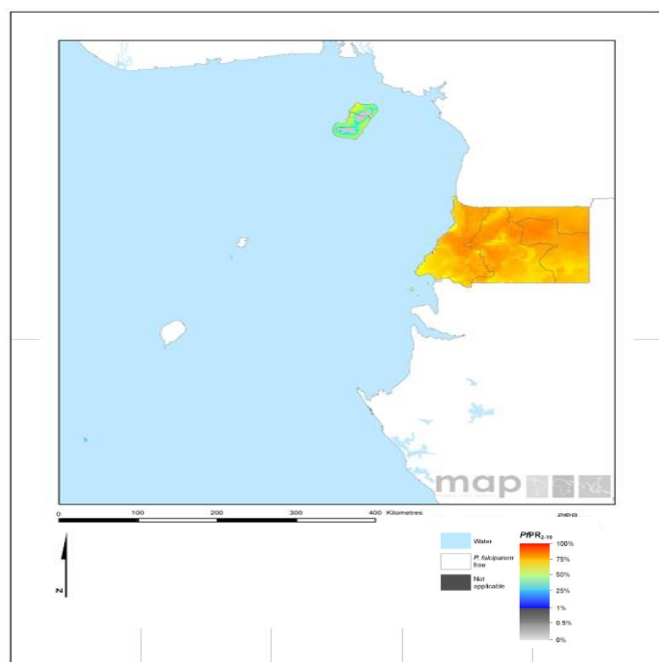 map
0 100 200 300 400 Kilometres
PfPR2-10
Water
P. falciparum
free
Not
applicable
100%
75%
50%
25%
1%
0.5%
0%
N